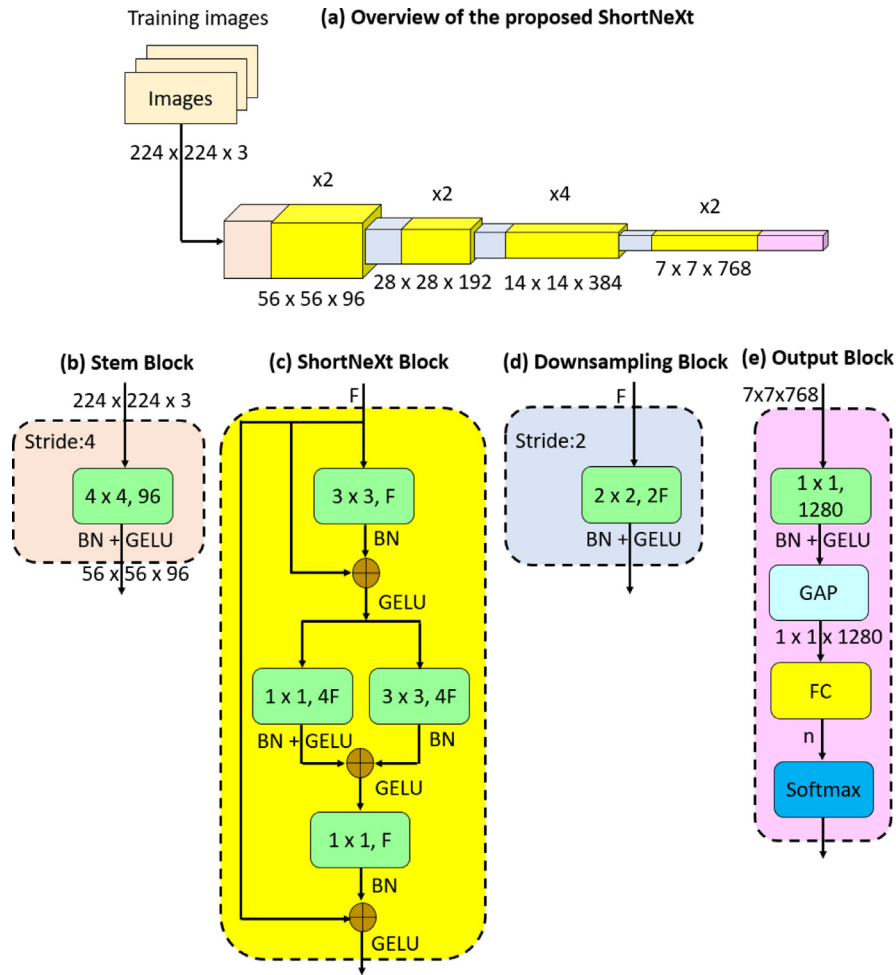 Training images
(a) Overview of the proposed ShortNeXt
Images
224 x 224 x 3
x2
x2
x4
x2
56 x 56 x 96
28 x 28 x 192
14 x 14 x 384
7 x 7 x 768
(b) Stem Block
224 x 224 x 3
Stride:4
4 x 4, 96
BN + GELU
56 x 56 x 96
(c) ShortNeXt Block
F
3 x 3, F
BN
GELU
1 x 1, 4F
3 x 3, 4F
BN + GELU
BN
GELU
1 x 1, F
BN
GELU
(d) Downsampling Block
F
Stride:2
2 x 2, 2F
BN + GELU
(e) Output Block
7x7x768
1 x 1,
1280
BN + GELU
GAP
1 x 1 x 1280
FC
n
Softmax